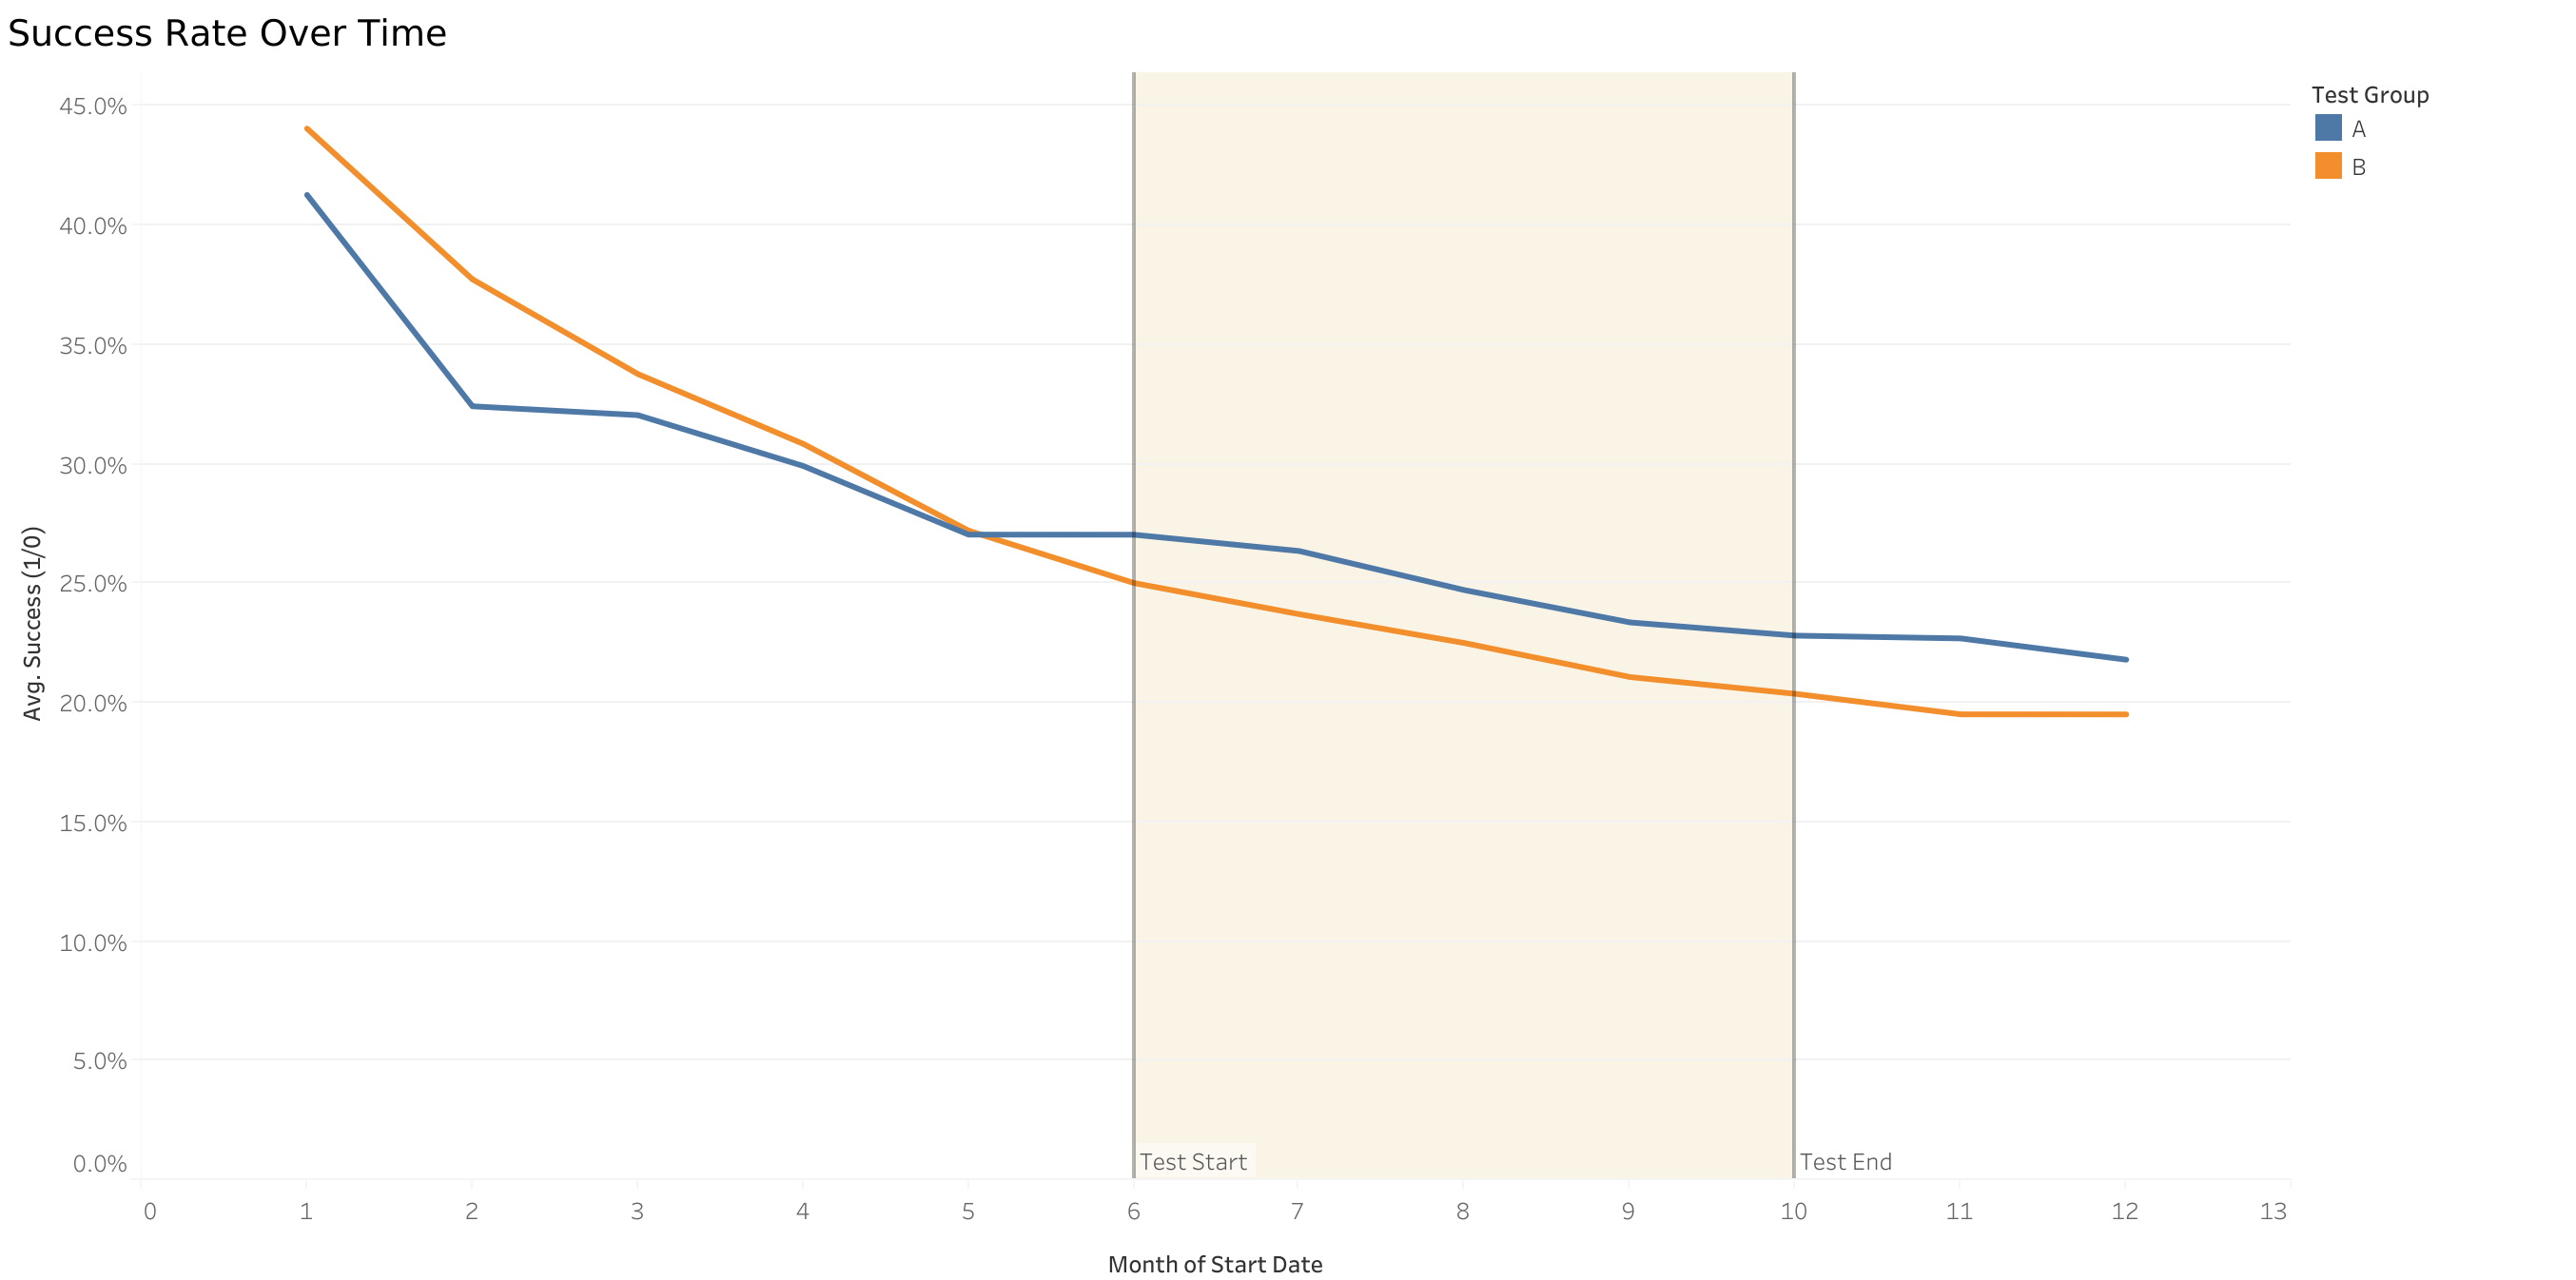 Success Rate Over Time
Test Group
A
B
Avg. Success (1/0)
45.0%
40.0%
35.0%
30.0%
25.0%
20.0%
15.0%
10.0%
5.0%
0.0%
Test Start
Test End
0 1 2 3 4 5 6 7 8 9 10 11 12 13
Month of Start Date